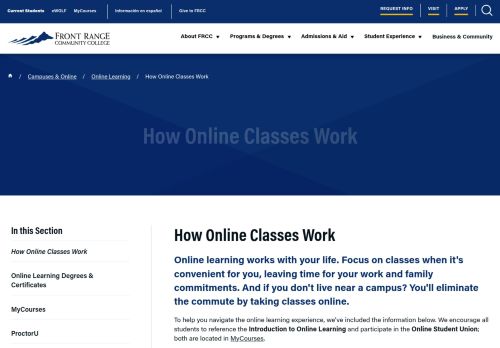 Current Students eWOLF MyCourses Información en español Give to FRCC REQUEST INFO VISIT APPLY
FRONT RANGE
COMMUNITY COLLEGE
About FRCC Programs & Degrees Admissions & Aid Student Experience Business & Community
/ Campuses & Online / Online Learning / How Online Classes Work
How Online Classes Work
In this Section
How Online Classes Work
Online Learning Degrees &
Certificates
MyCourses
ProctorU
How Online Classes Work
Online learning works with your life. Focus on classes when it's
convenient for you, leaving time for your work and family
commitments. And if you don't live near a campus? You'll eliminate
the commute by taking classes online.
To help you navigate the online learning experience, we've included the information below. We encourage all
students to reference the Introduction to Online Learning and participate in the Online Student Union;
both are located in MyCourses.